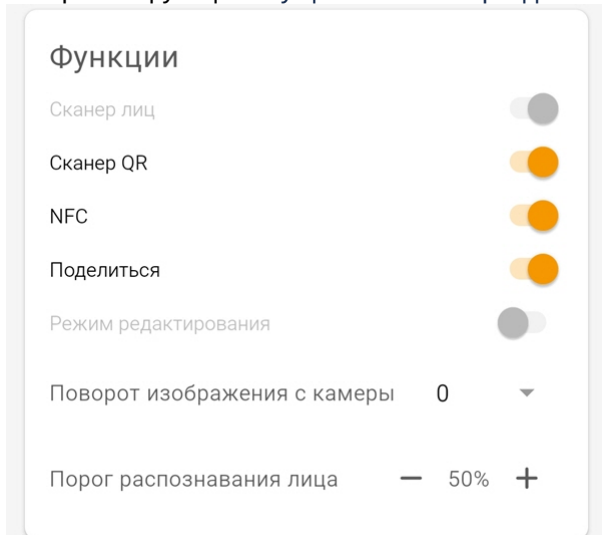 Функции
Сканер лиц
Сканер QR
NFC
Поделиться
Режим редактирования
Поворот изображения с камеры 0
Порог распознавания лица — 50% +